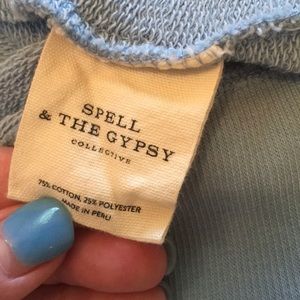 SPELL
& THE GYPSY
COLLECTIVE
75% COTTON, 25% POLYESTER
MADE IN PERU